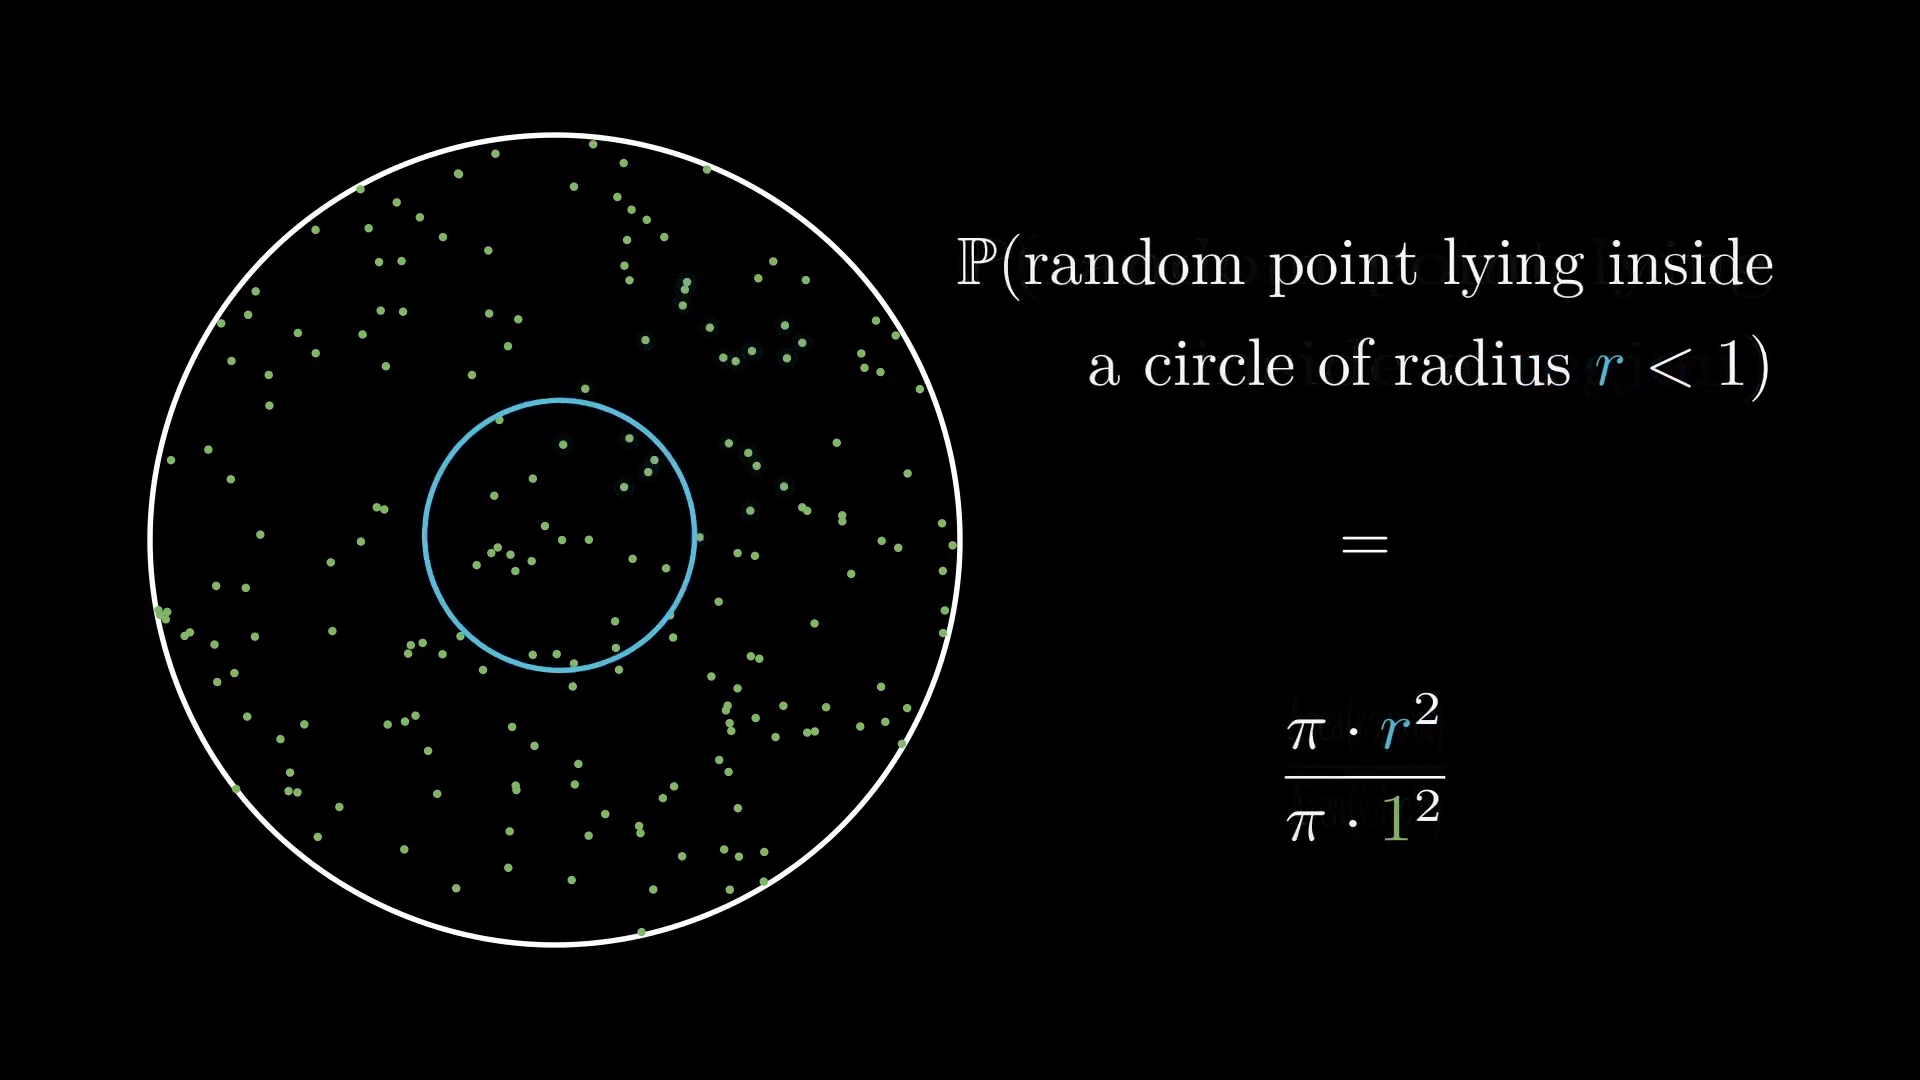 ℙ(random point lying inside
a circle of radius r < 1)
=
π · r²
π · 1²